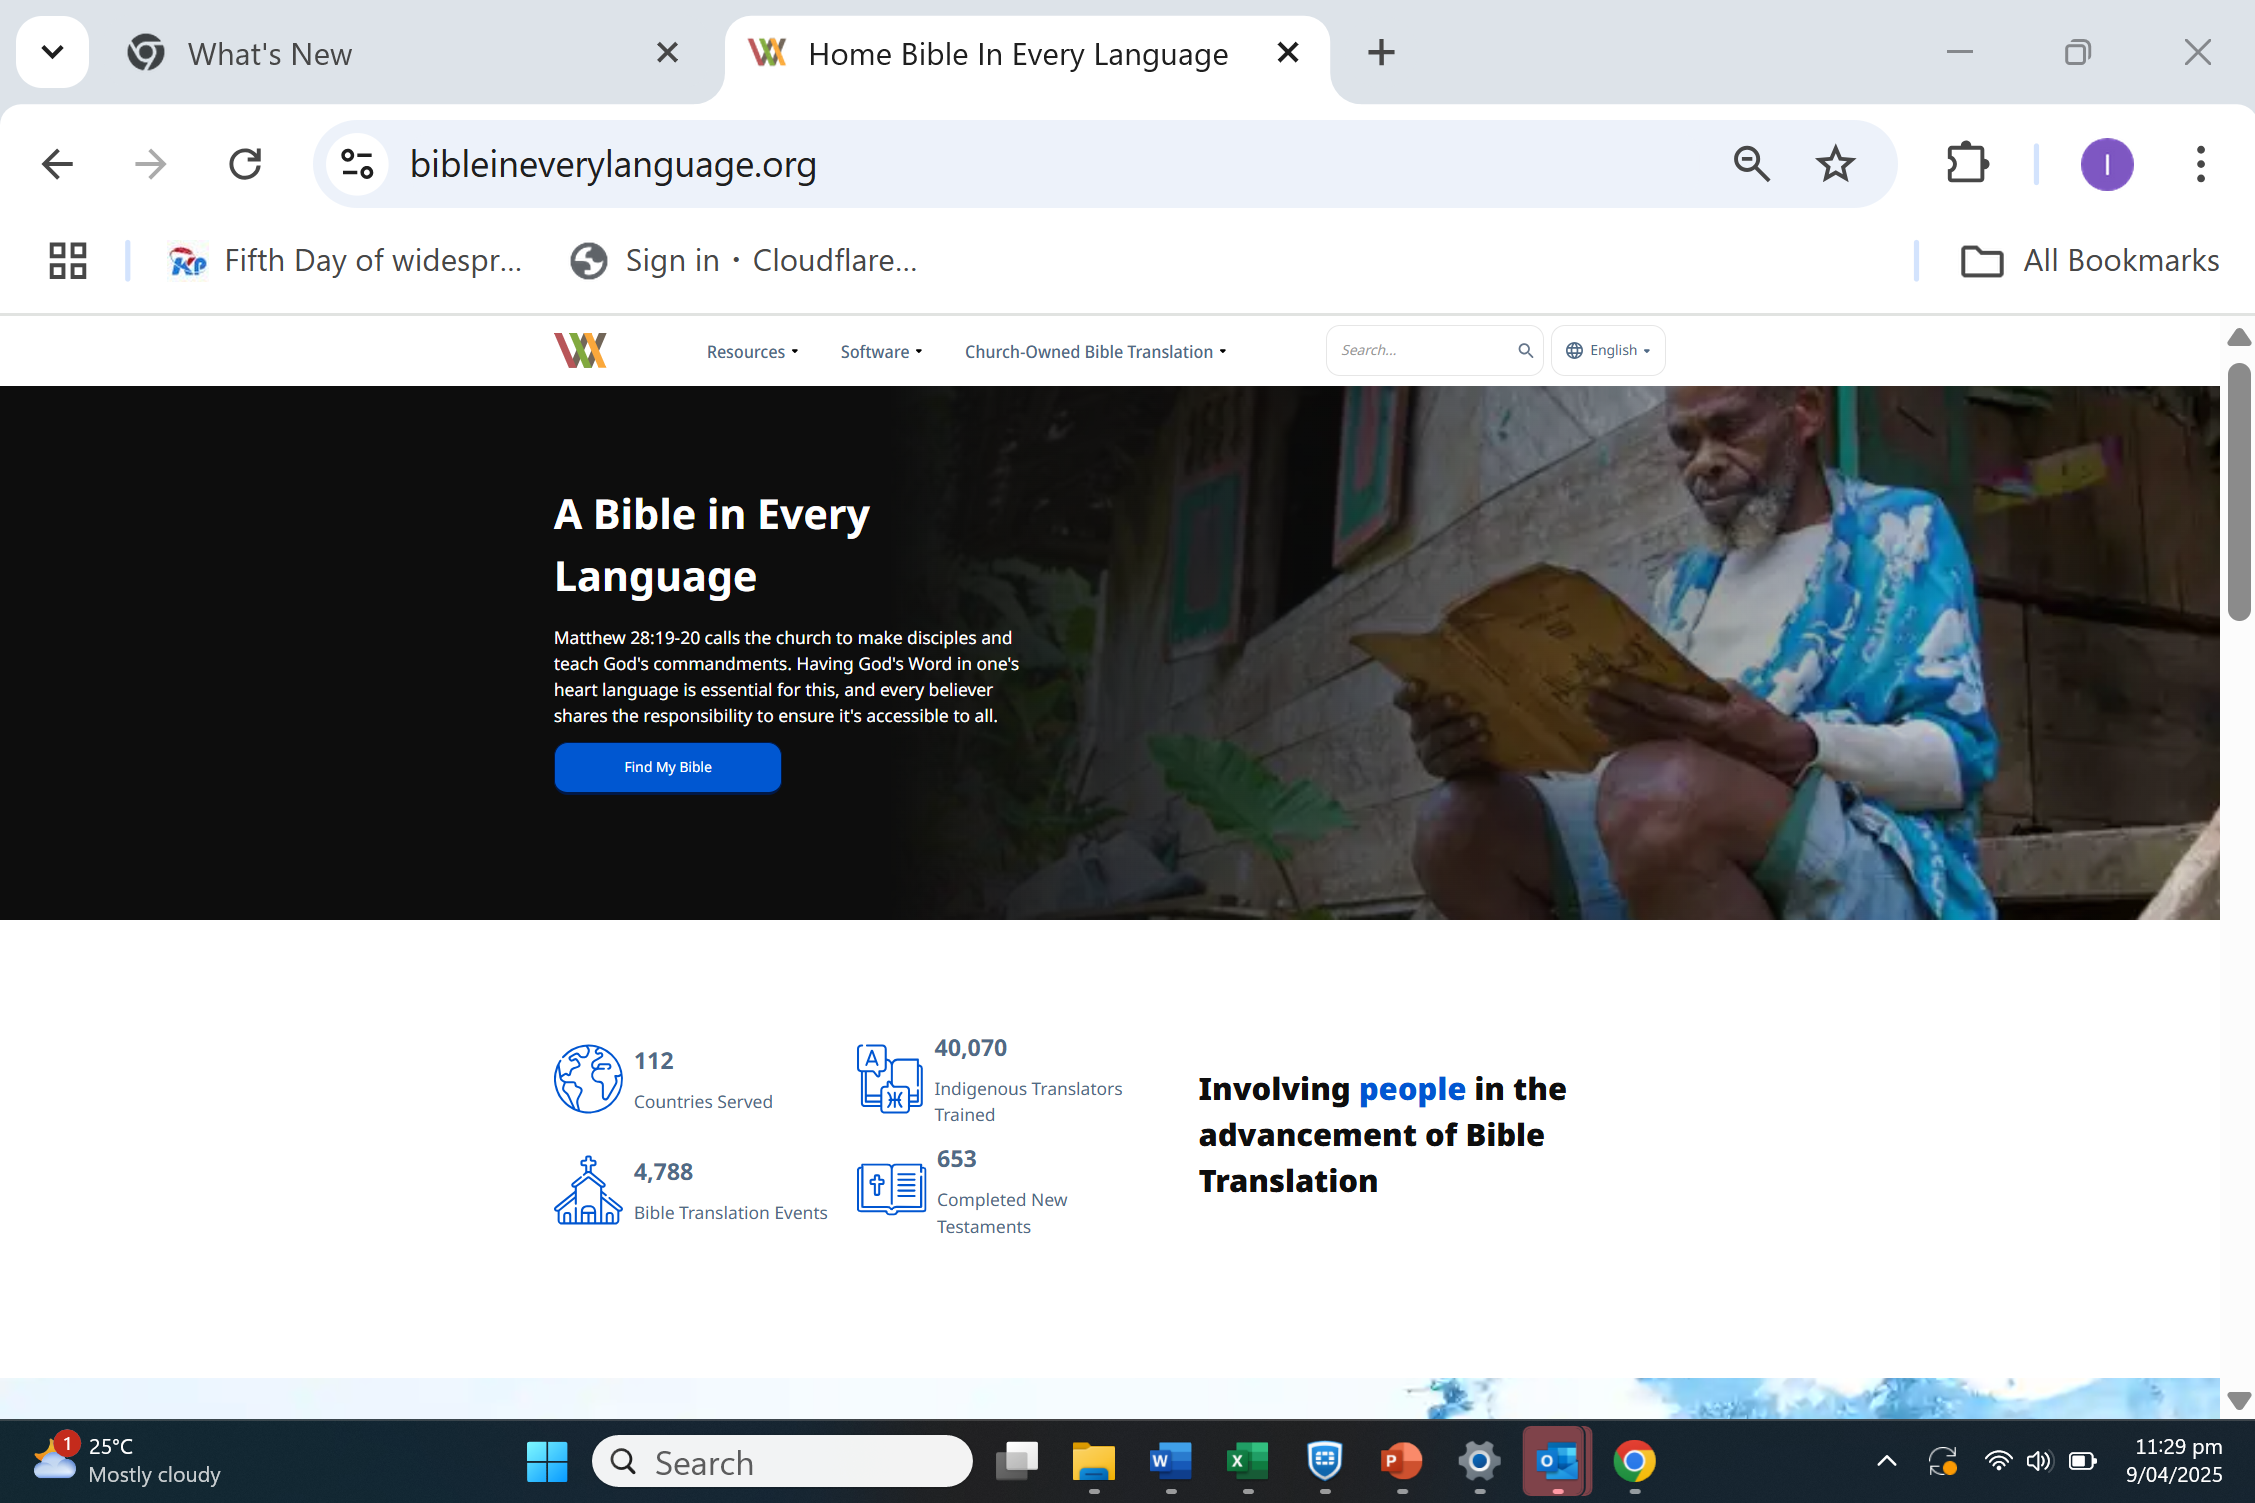 What's New
Home Bible In Every Language
bibleineverylanguage.org
I
Fifth Day of widespr...
Sign in · Cloudflare...
All Bookmarks
Resources
Software
Church-Owned Bible Translation
Search...
English
A Bible in Every
Language
Matthew 28:19-20 calls the church to make disciples and
teach God's commandments. Having God's Word in one's
heart language is essential for this, and every believer
shares the responsibility to ensure it's accessible to all.
Find My Bible
112
Countries Served
40,070
Indigenous Translators
Trained
4,788
Bible Translation Events
653
Completed New
Testaments
Involving people in the
advancement of Bible
Translation
1
25°C
Mostly cloudy
Search
11:29 pm
9/04/2025